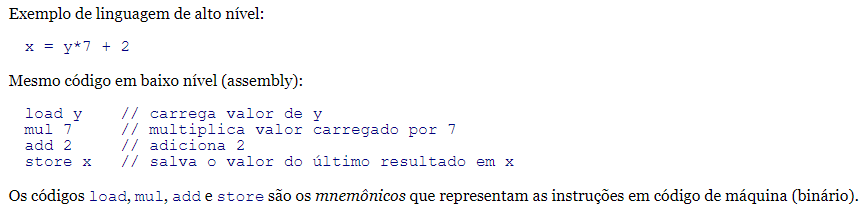 Exemplo de linguagem de alto nível:
x = y*7 + 2
Mesmo código em baixo nível (assembly):
load y    // carrega valor de y
mul 7     // multiplica valor carregado por 7
add 2     // adiciona 2
store x   // salva o valor do último resultado em x
Os códigos load, mul, add e store são os mnemônicos que representam as instruções em código de máquina (binário).